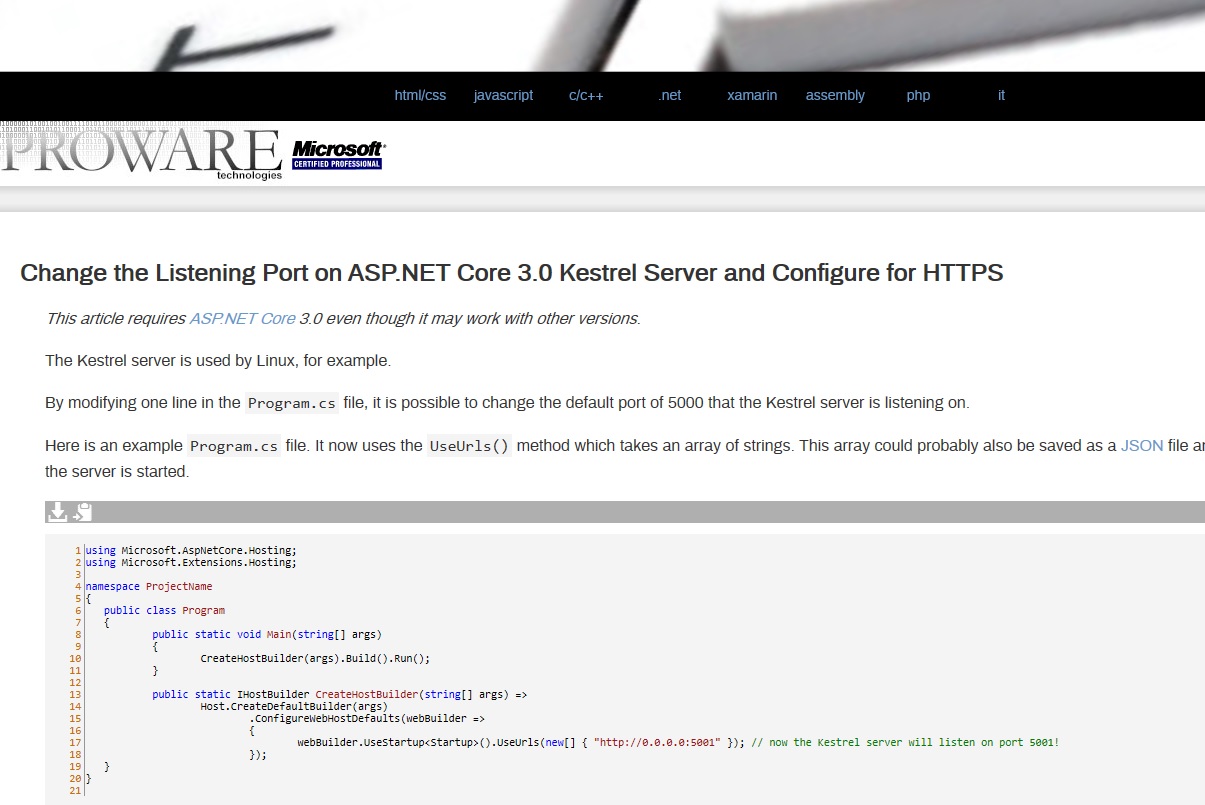 html/css javascript c/c++ .net xamarin assembly php it
PROWARE
technologies
Microsoft
CERTIFIED PROFESSIONAL
Change the Listening Port on ASP.NET Core 3.0 Kestrel Server and Configure for HTTPS
This article requires ASP.NET Core 3.0 even though it may work with other versions.
The Kestrel server is used by Linux, for example.
By modifying one line in the Program.cs file, it is possible to change the default port of 5000 that the Kestrel server is listening on.
Here is an example Program.cs file. It now uses the UseUrls() method which takes an array of strings. This array could probably also be saved as a JSON file
the server is started.
1 using Microsoft.AspNetCore.Hosting;
2 using Microsoft.Extensions.Hosting;
3
4 namespace ProjectName
5 {
6 public class Program
7 {
8 public static void Main(string[] args)
9 {
10 CreateHostBuilder(args).Build().Run();
11 }
12
13 public static IHostBuilder CreateHostBuilder(string[] args) =>
14 Host.CreateDefaultBuilder(args)
15 .ConfigureWebHostDefaults(webBuilder =>
16 {
17 webBuilder.UseStartup<Startup>().UseUrls(new[] { "http://0.0.0.0:5001" }); // now the Kestrel server will listen on port 5001!
18 });
19 }
20 }
21